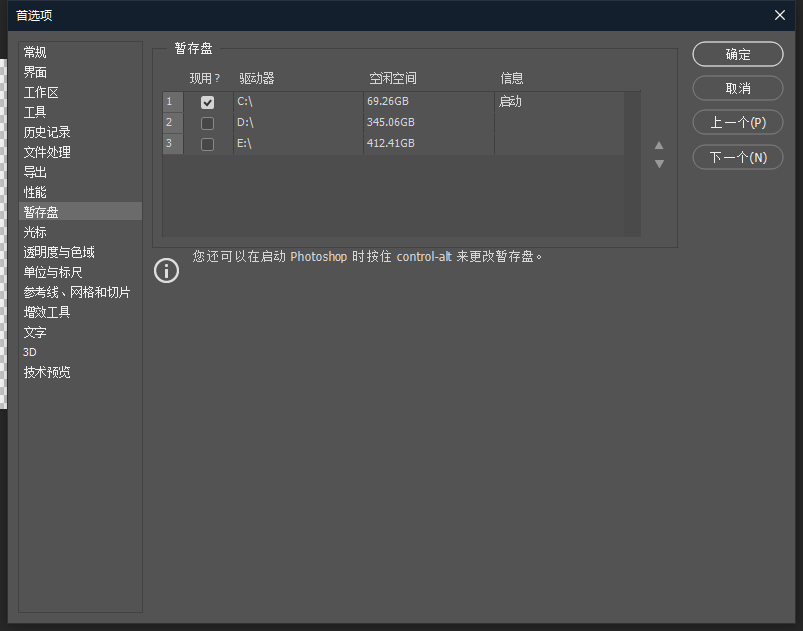 首选项
常规
界面
工作区
工具
历史记录
文件处理
导出
性能
暂存盘
光标
透明度与色域
单位与标尺
参考线、网格和切片
增效工具
文字
3D
技术预览
暂存盘
现用？ 驱动器 空闲空间 信息
1 C:\ 69.26GB 启动
2 D:\ 345.06GB
3 E:\ 412.41GB
您还可以在启动 Photoshop 时按住 control-alt 来更改暂存盘。
确定
取消
上一个(P)
下一个(N)